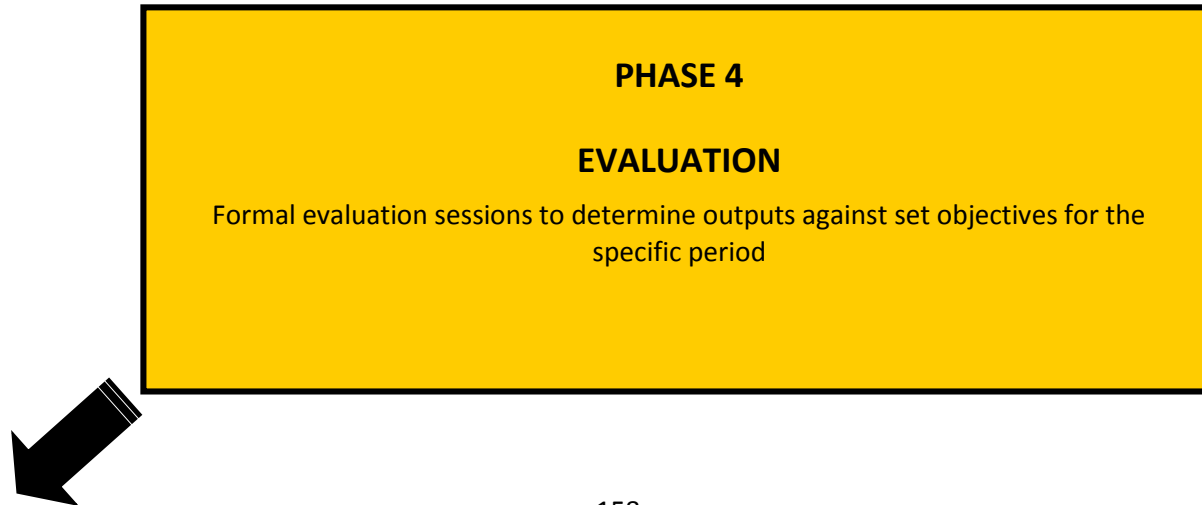 PHASE 4
EVALUATION
Formal evaluation sessions to determine outputs against set objectives for the
specific period